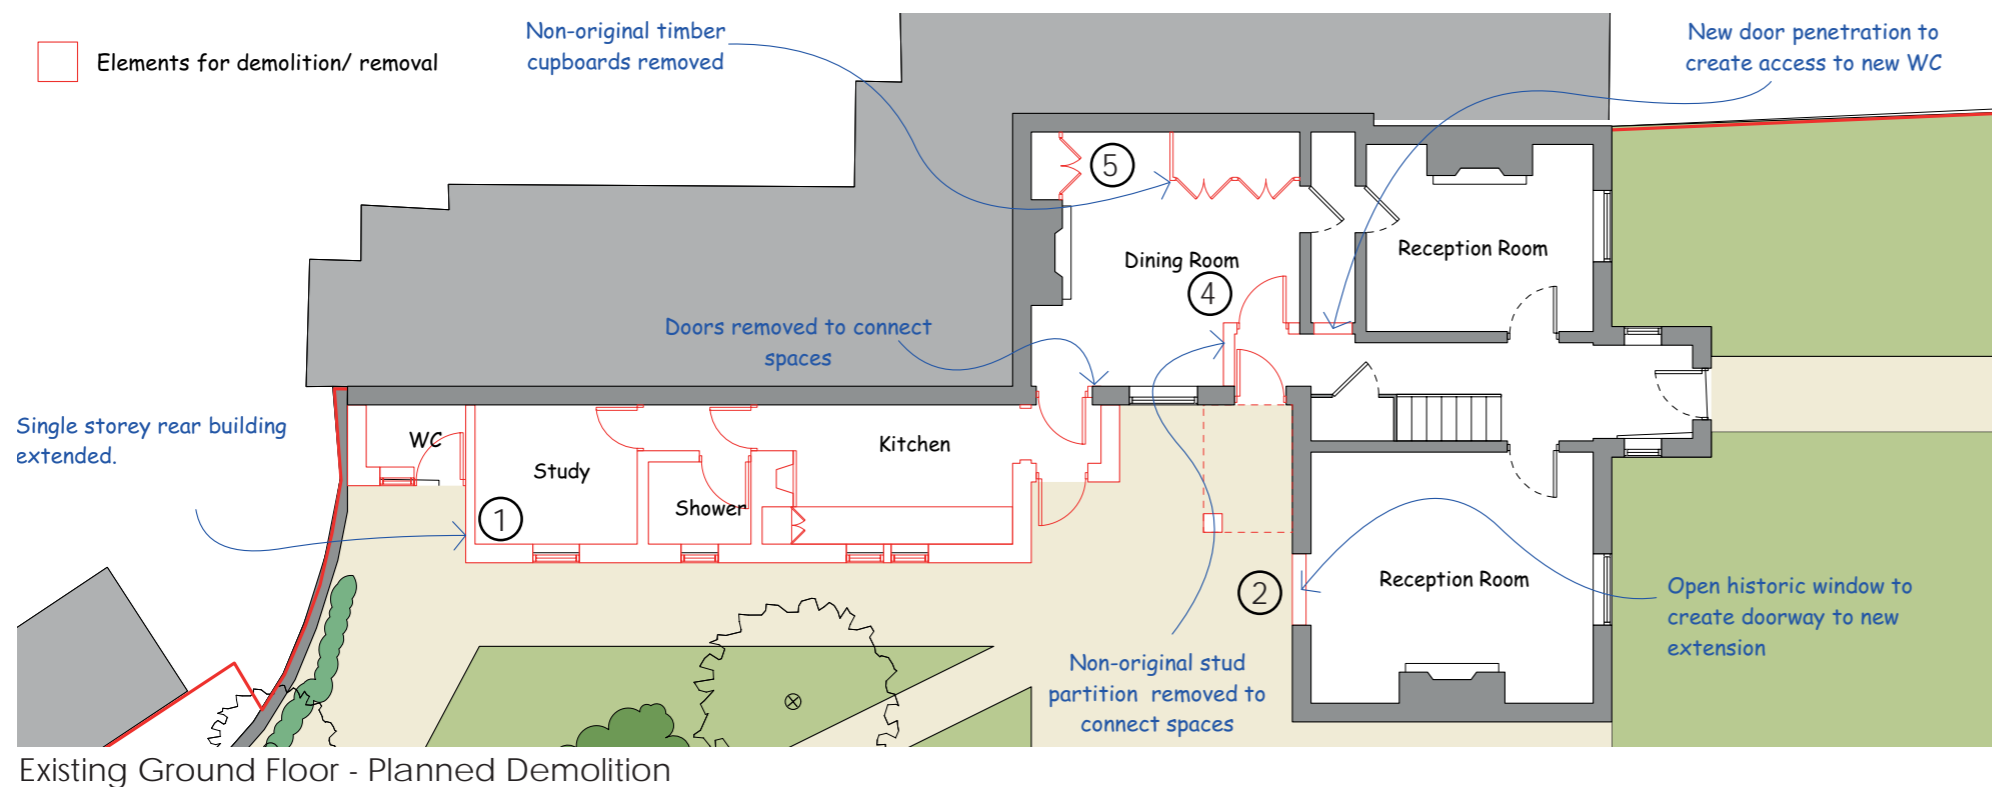 Elements for demolition/ removal
Non-original timber
cupboards removed
New door penetration to
create access to new WC
5
Dining Room
4
Reception Room
Doors removed to connect
spaces
Single storey rear building
extended.
WC
Study
Shower
Kitchen
1
2
Reception Room
Open historic window to
create doorway to new
extension
Non-original stud
partition removed to
connect spaces
Existing Ground Floor - Planned Demolition